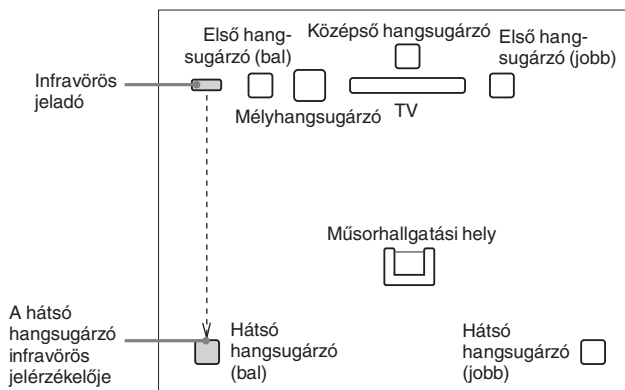 Első hang-
sugárzó (bal)
Középső hangsugárzó
Első hang-
sugárzó (jobb)
Infravörös
jeladó
Mélyhangsugárzó
TV
Műsorhallgatási hely
A hátsó
hangsugárzó
infravörös
jelérzékelője
Hátsó
hangsugárzó
(bal)
Hátsó
hangsugárzó
(jobb)